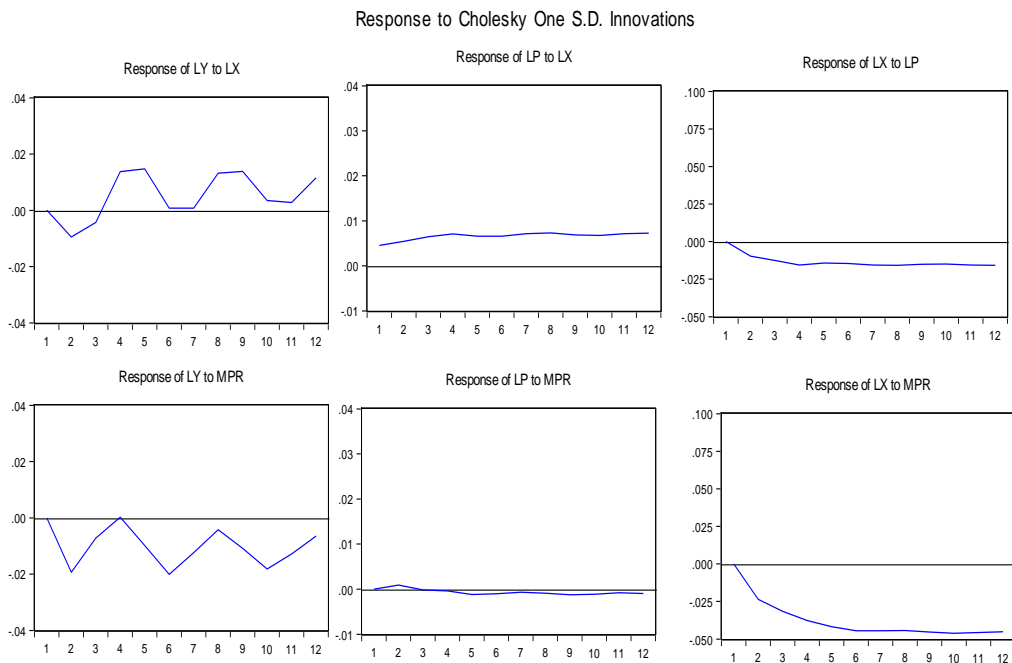 Response to Cholesky One S.D. Innovations
Response of LY to LX
.04
.02
.00
-.02
-.04
1 2 3 4 5 6 7 8 9 10 11 12
Response of LP to LX
.04
.03
.02
.01
.00
-.01
1 2 3 4 5 6 7 8 9 10 11 12
Response of LX to LP
.100
.075
.050
.025
.000
-.025
-.050
1 2 3 4 5 6 7 8 9 10 11 12
Response of LY to MPR
.04
.02
.00
-.02
-.04
1 2 3 4 5 6 7 8 9 10 11 12
Response of LP to MPR
.04
.03
.02
.01
.00
-.01
1 2 3 4 5 6 7 8 9 10 11 12
Response of LX to MPR
.100
.075
.050
.025
.000
-.025
-.050
1 2 3 4 5 6 7 8 9 10 11 12